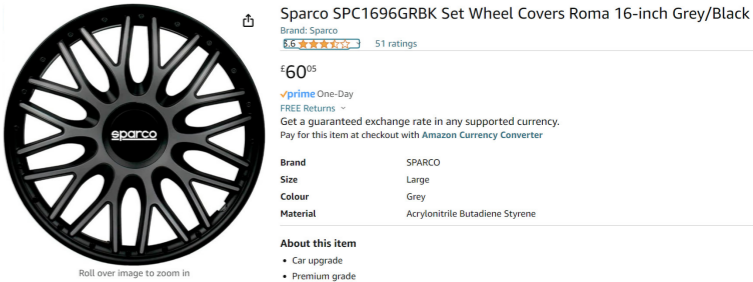 Sparco SPC1696GRBK Set Wheel Covers Roma 16-inch Grey/Black
Brand: Sparco
3.6 51 ratings
£6005
prime One-Day
FREE Returns
Get a guaranteed exchange rate in any supported currency.
Pay for this item at checkout with Amazon Currency Converter
Brand SPARCO
Size Large
Colour Grey
Material Acrylonitrile Butadiene Styrene
About this item
• Car upgrade
• Premium grade
sparco
Roll over image to zoom in